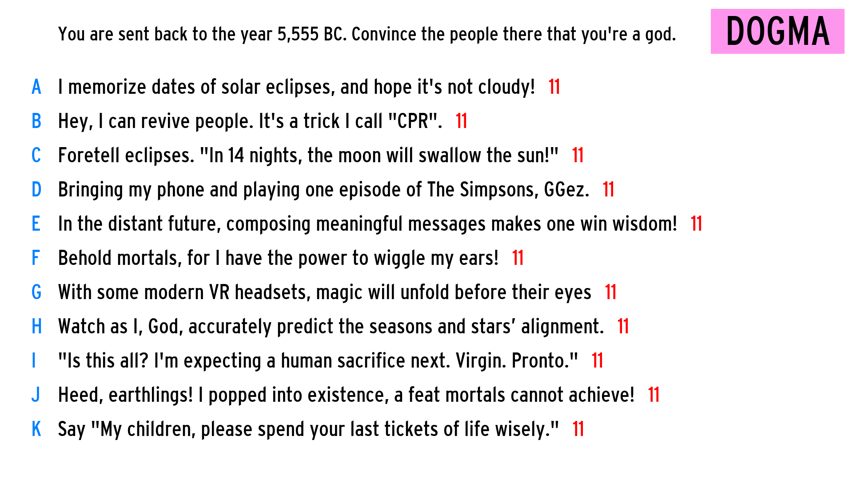 You are sent back to the year 5,555 BC. Convince the people there that you're a god.
DOGMA
A I memorize dates of solar eclipses, and hope it's not cloudy! 11
B Hey, I can revive people. It's a trick I call "CPR". 11
C Foretell eclipses. "In 14 nights, the moon will swallow the sun!" 11
D Bringing my phone and playing one episode of The Simpsons, GGez. 11
E In the distant future, composing meaningful messages makes one win wisdom! 11
F Behold mortals, for I have the power to wiggle my ears! 11
G With some modern VR headsets, magic will unfold before their eyes 11
H Watch as I, God, accurately predict the seasons and stars’ alignment. 11
I "Is this all? I'm expecting a human sacrifice next. Virgin. Pronto." 11
J Heed, earthlings! I popped into existence, a feat mortals cannot achieve! 11
K Say "My children, please spend your last tickets of life wisely." 11